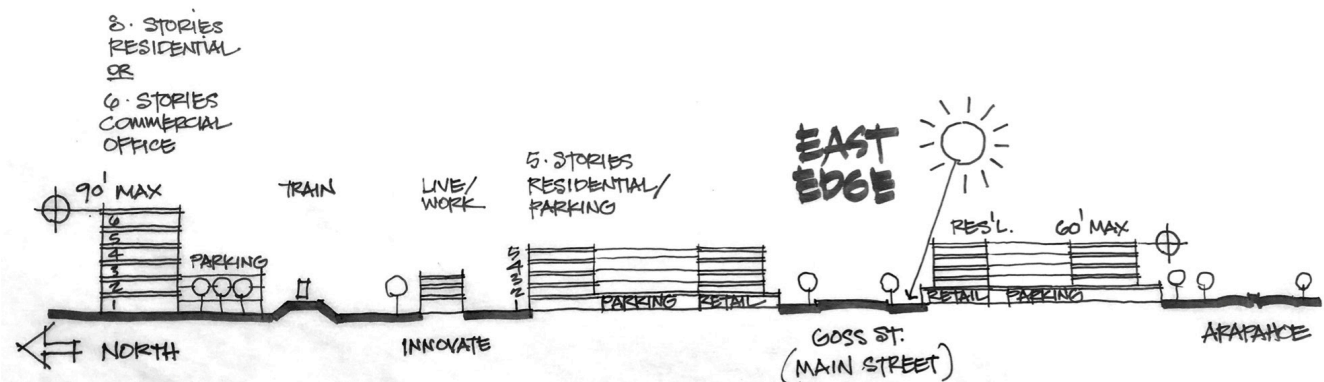 8· STORIES
RESIDENTIAL
OR
6· STORIES
COMMERCIAL
OFFICE
90' MAX
6
5
4
3
2
1
PARKING
TRAIN
LIVE/
WORK
5· STORIES
RESIDENTIAL/
PARKING
5
4
3
2
PARKING
RETAIL
EAST
EDGE
RES'L.
60' MAX
RETAIL
PARKING
NORTH
INNOVATE
GOSS ST.
(MAIN STREET)
ARAPAHOE